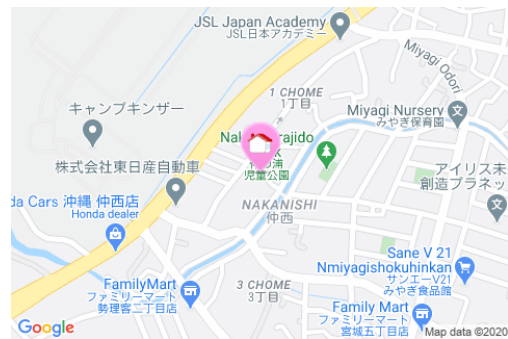 JSL Japan Academy
JSL日本アカデミー
Miyagi Odori
1 CHOME
1丁目
キャンプキンザー
Miyagi Nursery
みやぎ保育園
児童公園
株式会社東日産自動車
アイリス未
創造プラネッ
NAKANISHI
仲西
da Cars 沖縄 仲西店
Honda dealer
Sane V 21
Nmiyagishokuhinkan
サンエーV21
みやぎ食品館
FamilyMart
ファミリーマート
勢理客二丁目店
3 CHOME
3丁目
Family Mart
ファミリーマート
宮城五丁目店
Google
Map data ©2020